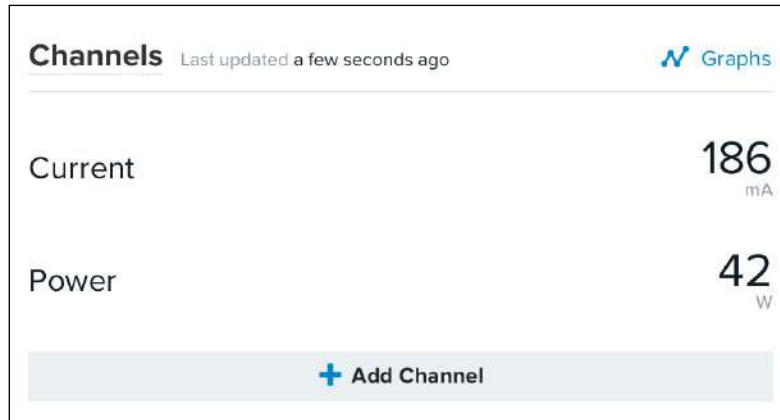 Channels Last updated a few seconds ago Graphs
Current 186
mA
Power 42
W
Add Channel